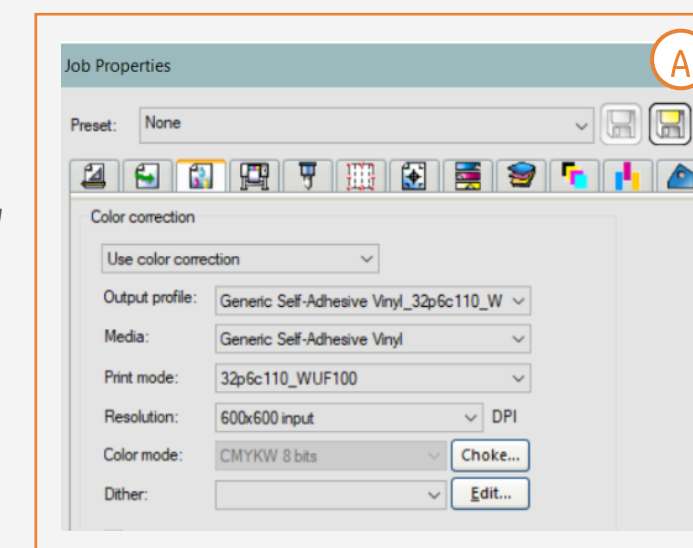 A
Job Properties
Preset: None
Color correction
Use color correction
Output profile: Generic Self-Adhesive Vinyl_32p6c110_W
Media: Generic Self-Adhesive Vinyl
Print mode: 32p6c110_WUF100
Resolution: 600x600 input DPI
Color mode: CMYKW 8 bits Choke...
Dither: Edit...